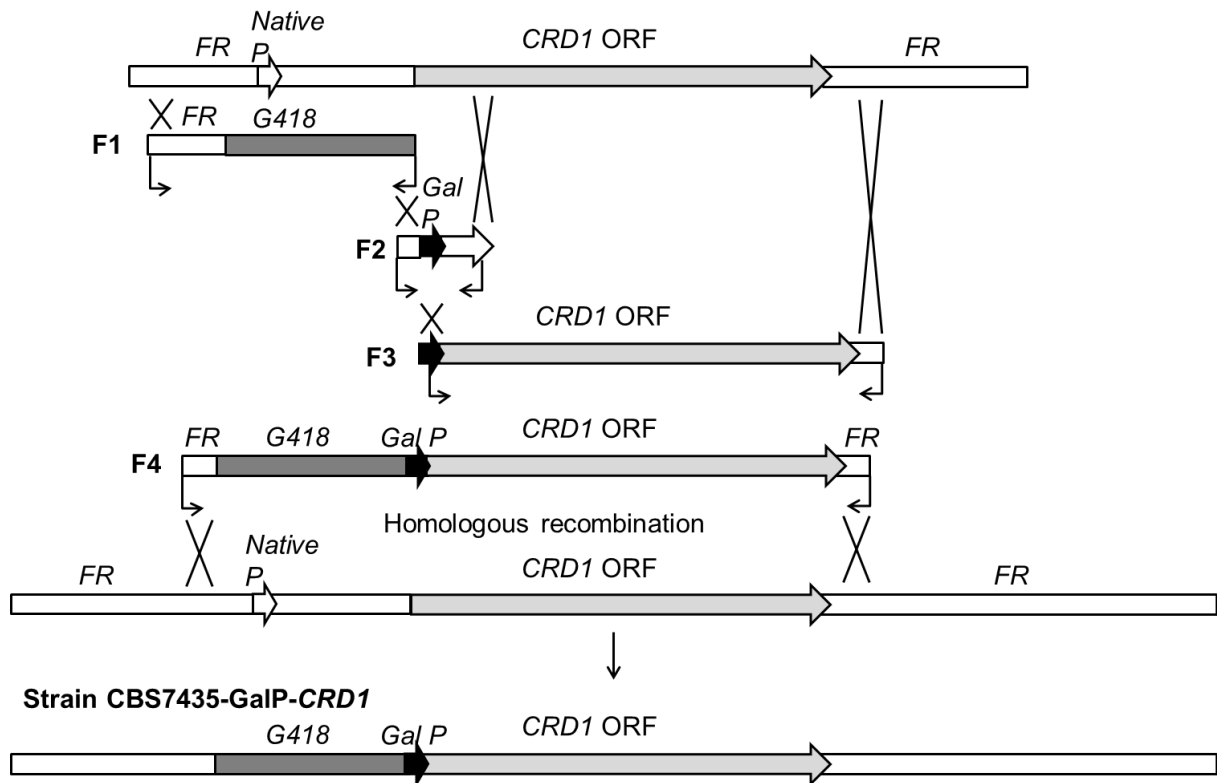 Native
FR P CRD1 ORF FR
FR G418
F1
Gal
P
F2
CRD1 ORF
F3
FR G418 Gal P CRD1 ORF FR
F4
Homologous recombination
Native
FR P CRD1 ORF FR
Strain CBS7435-GalP-CRD1
G418 Gal P CRD1 ORF